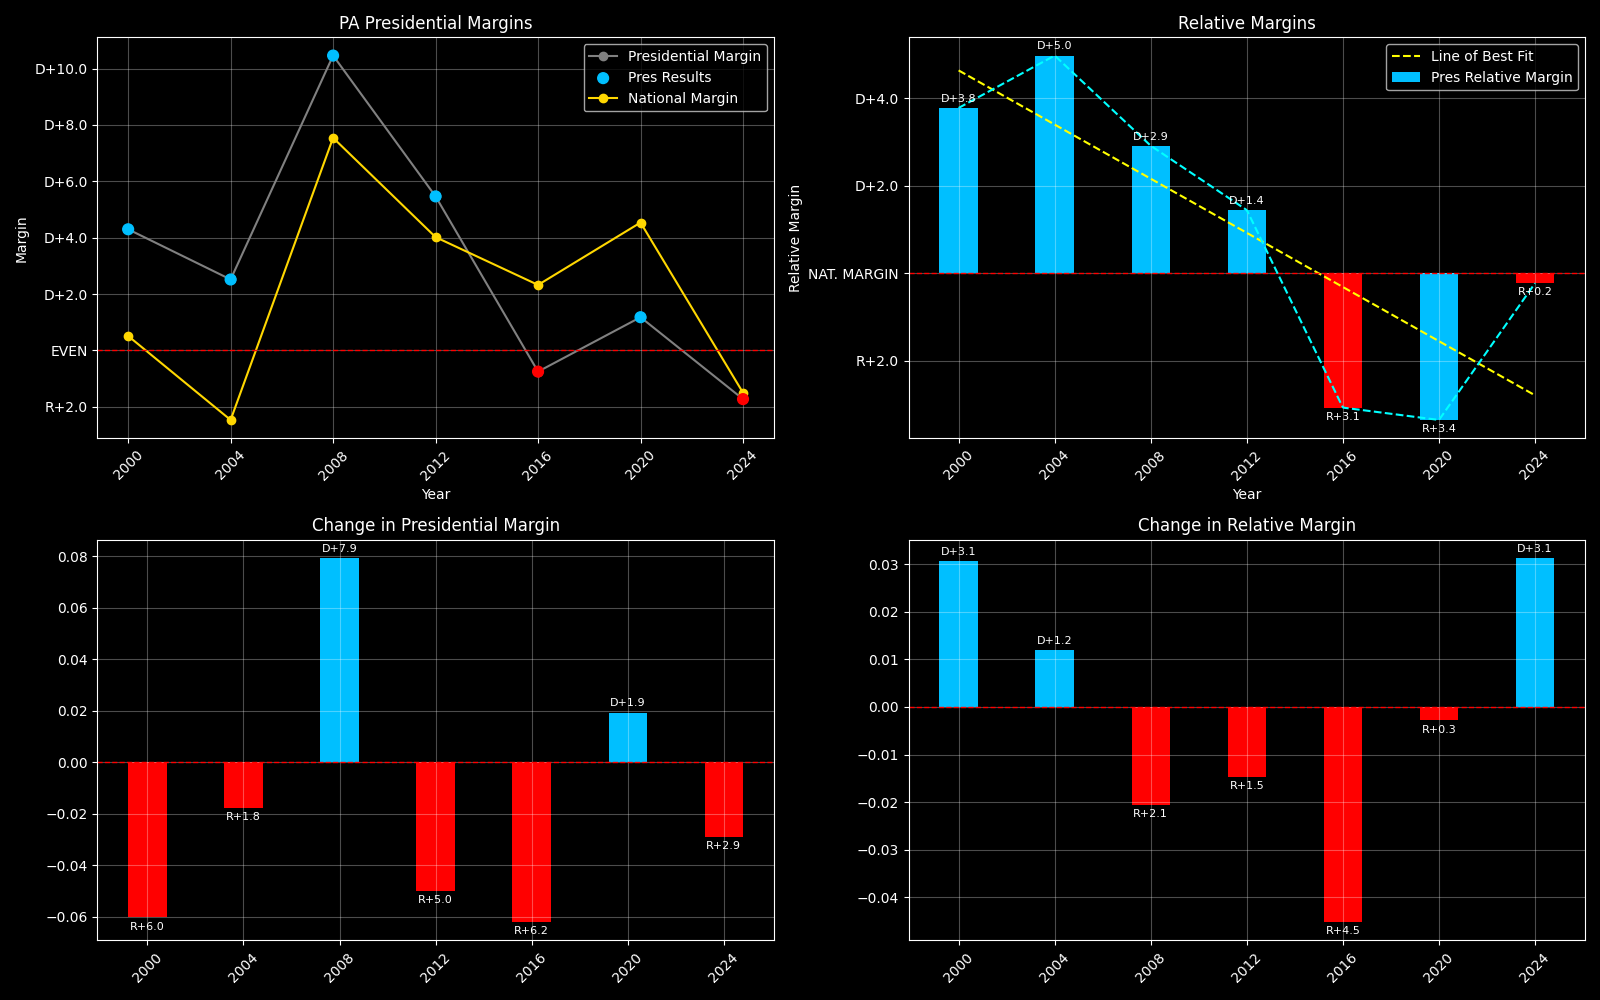 PA Presidential Margins
Presidential Margin
Pres Results
National Margin
D+10.0
D+8.0
D+6.0
D+4.0
D+2.0
EVEN
R+2.0
Margin
2000
2004
2008
2012
2016
2020
2024
Year
Relative Margins
Line of Best Fit
Pres Relative Margin
D+4.0
D+2.0
NAT. MARGIN
R+2.0
Relative Margin
D+3.8
D+5.0
D+2.9
D+1.4
R+3.1
R+3.4
R+0.2
2000
2004
2008
2012
2016
2020
2024
Year
Change in Presidential Margin
0.08
0.06
0.04
0.02
0.00
−0.02
−0.04
−0.06
R+6.0
R+1.8
D+7.9
R+5.0
R+6.2
D+1.9
R+2.9
2000
2004
2008
2012
2016
2020
2024
Change in Relative Margin
0.03
0.02
0.01
0.00
−0.01
−0.02
−0.03
−0.04
D+3.1
D+1.2
R+2.1
R+1.5
R+4.5
R+0.3
D+3.1
2000
2004
2008
2012
2016
2020
2024